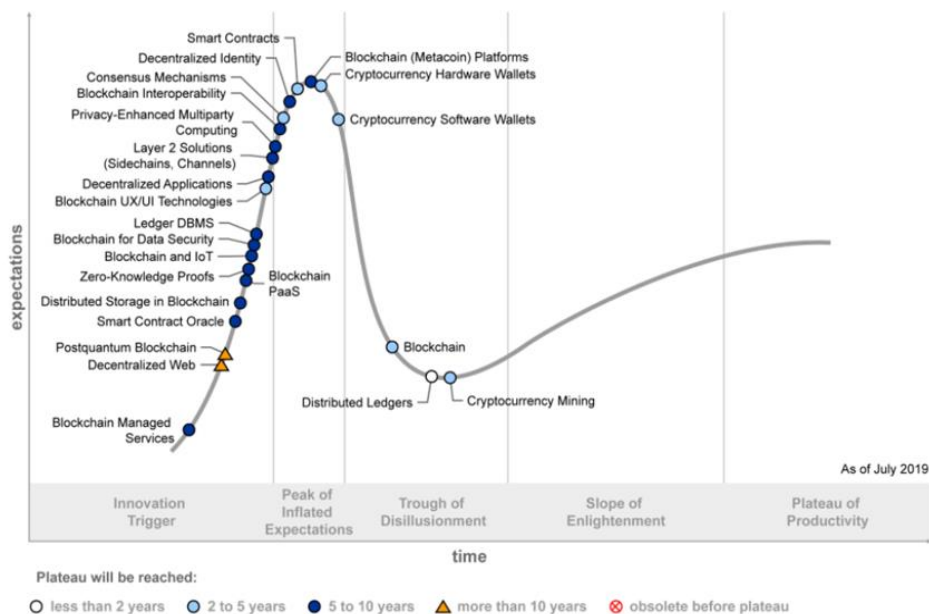 Smart Contracts
Decentralized Identity
Consensus Mechanisms
Blockchain Interoperability
Privacy-Enhanced Multiparty
Computing
Layer 2 Solutions
(Sidechains, Channels)
Decentralized Applications
Blockchain UX/UI Technologies
Ledger DBMS
Blockchain for Data Security
Blockchain and IoT
Zero-Knowledge Proofs
Blockchain
PaaS
Distributed Storage in Blockchain
Smart Contract Oracle
Postquantum Blockchain
Decentralized Web
Blockchain Managed
Services
Blockchain (Metacoin) Platforms
Cryptocurrency Hardware Wallets
Cryptocurrency Software Wallets
Blockchain
Distributed Ledgers
Cryptocurrency Mining
As of July 2019
expectations
Innovation
Trigger
Peak of
Inflated
Expectations
Trough of
Disillusionment
Slope of
Enlightenment
Plateau of
Productivity
time
Plateau will be reached:
less than 2 years
2 to 5 years
5 to 10 years
more than 10 years
obsolete before plateau